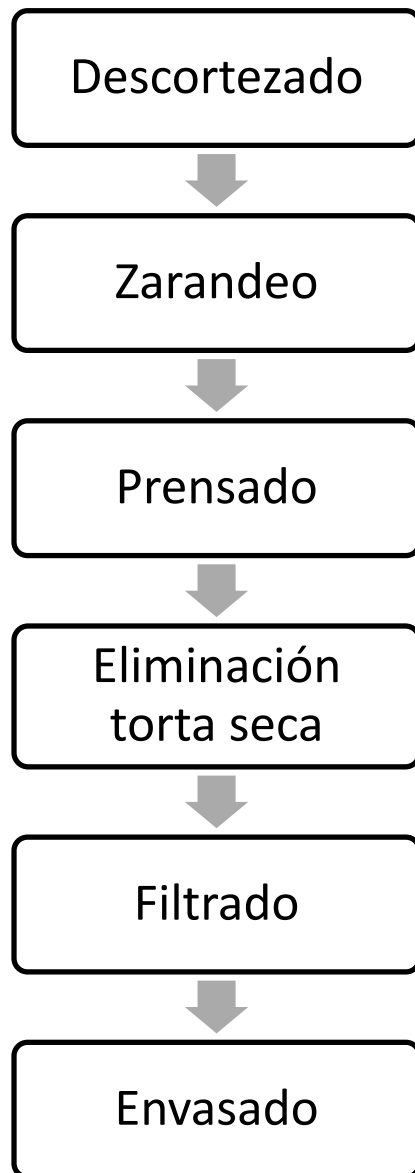 Descortezado
Zarandeo
Prensado
Eliminación
torta seca
Filtrado
Envasado